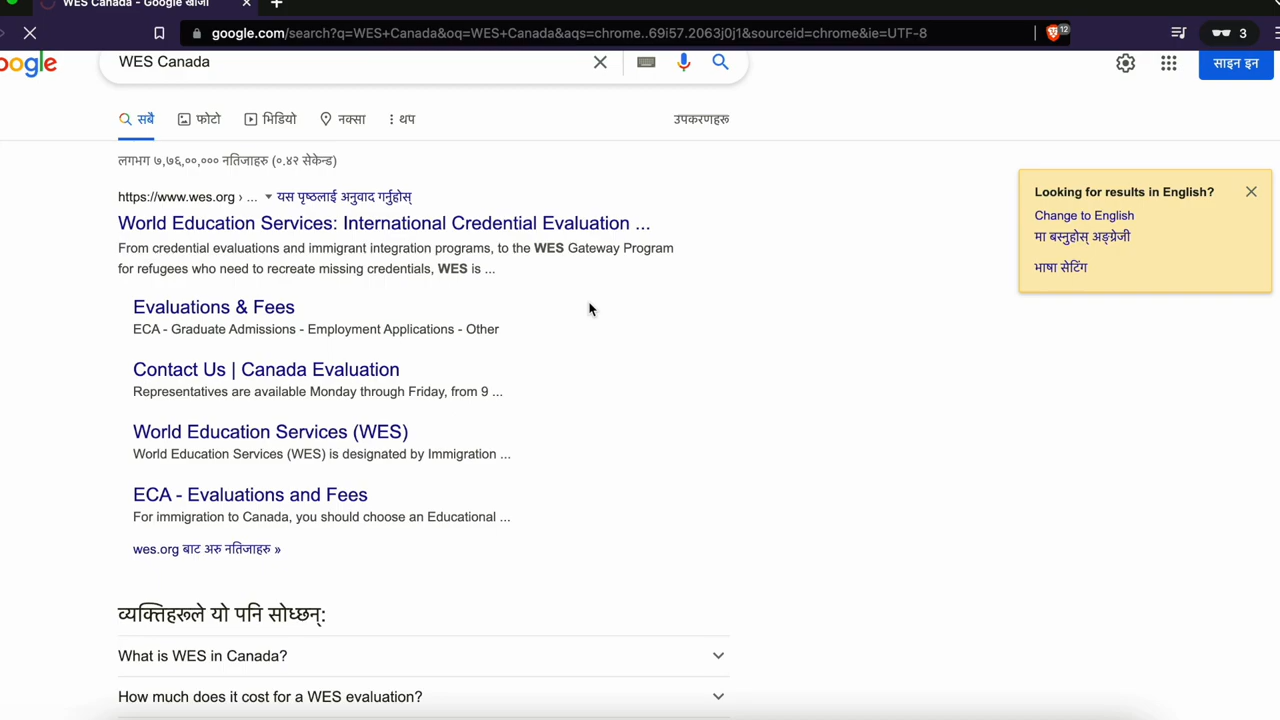 WES Canada - Google खोजी
google.com/search?q=WES+Canada&oq=WES+Canada&aqs=chrome..69i57.2063j0j1&sourceid=chrome&ie=UTF-8
12
3
WES Canada
साइन इन
सबै
फोटो
भिडियो
नक्सा
थप
उपकरणहरू
लगभग ७,७६,००,००० नतिजाहरु (०.४२ सेकेन्ड)
https://www.wes.org › ... यस पृष्ठलाई अनुवाद गर्नुहोस्
World Education Services: International Credential Evaluation ...
From credential evaluations and immigrant integration programs, to the WES Gateway Program
for refugees who need to recreate missing credentials, WES is ...
Evaluations & Fees
ECA - Graduate Admissions - Employment Applications - Other
Contact Us | Canada Evaluation
Representatives are available Monday through Friday, from 9 ...
World Education Services (WES)
World Education Services (WES) is designated by Immigration ...
ECA - Evaluations and Fees
For immigration to Canada, you should choose an Educational ...
wes.org बाट अरु नतिजाहरु »
व्यक्तिहरूले यो पनि सोध्छन्:
What is WES in Canada?
How much does it cost for a WES evaluation?
Looking for results in English?
Change to English
मा बस्नुहोस् अङ्ग्रेजी
भाषा सेटिंग